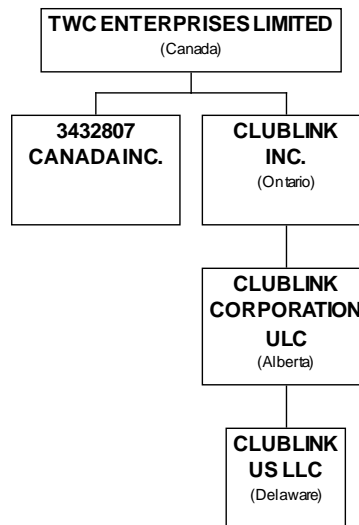 TWC ENTERPRISES LIMITED
(Canada)
3432807
CANADA INC.
CLUBLINK
INC.
(Ontario)
CLUBLINK
CORPORATION
ULC
(Alberta)
CLUBLINK
US LLC
(Delaware)